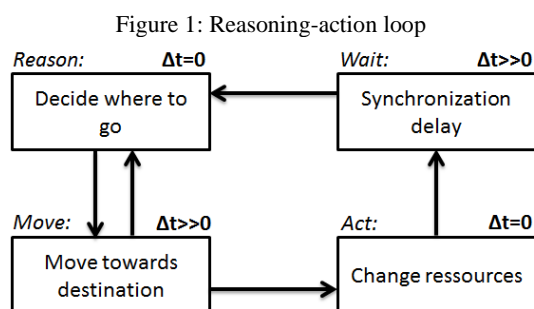 Figure 1: Reasoning-action loop
Reason: Δt=0
Wait: Δt>>0
Decide where to
go
Synchronization
delay
Move: Δt>>0
Act: Δt=0
Move towards
destination
Change ressources